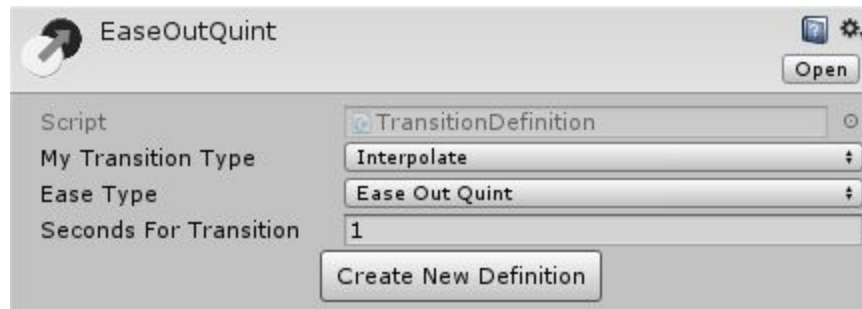 EaseOutQuint
Open
Script TransitionDefinition
My Transition Type Interpolate
Ease Type Ease Out Quint
Seconds For Transition 1
Create New Definition